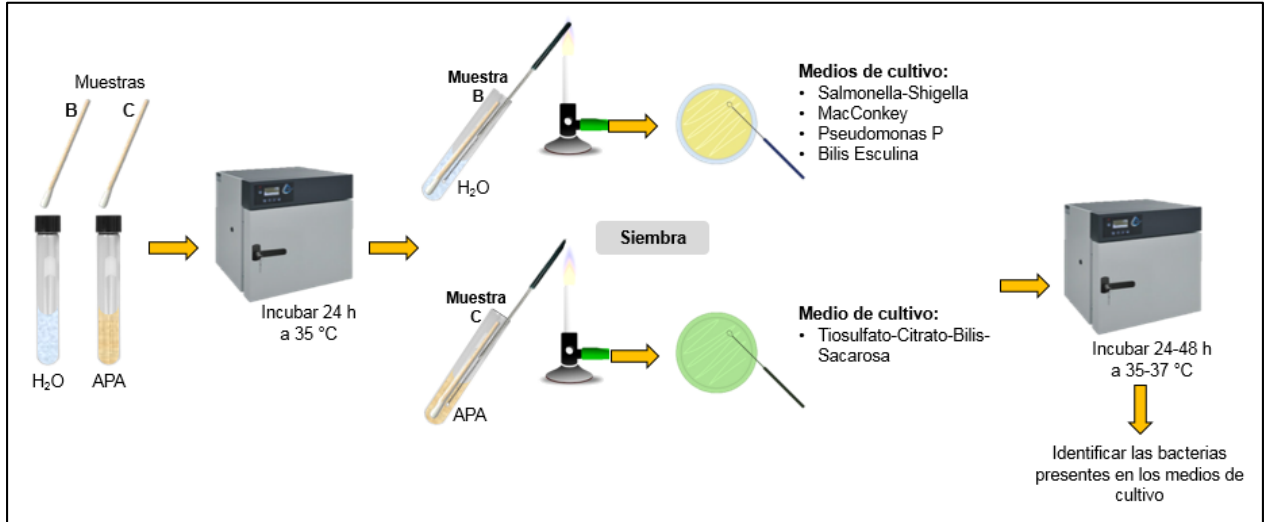 Muestras
B
C
H₂O
APA
Incubar 24 h
a 35 °C
Muestra
B
H₂O
Medios de cultivo:
• Salmonella-Shigella
• MacConkey
• Pseudomonas P
• Bilis Esculina
Siembra
Muestra
C
APA
Medio de cultivo:
• Tiosulfato-Citrato-Bilis-
Sacarosa
Incubar 24-48 h
a 35-37 °C
Identificar las bacterias
presentes en los medios de
cultivo